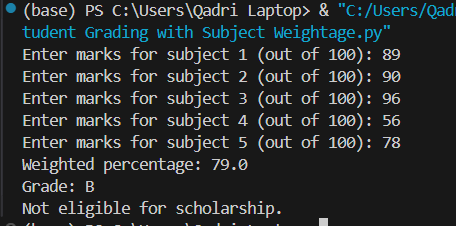 (base) PS C:\Users\Qadri Laptop> & "C:/Users/Qad
tudent Grading with Subject Weightage.py"
Enter marks for subject 1 (out of 100): 89
Enter marks for subject 2 (out of 100): 90
Enter marks for subject 3 (out of 100): 96
Enter marks for subject 4 (out of 100): 56
Enter marks for subject 5 (out of 100): 78
Weighted percentage: 79.0
Grade: B
Not eligible for scholarship.